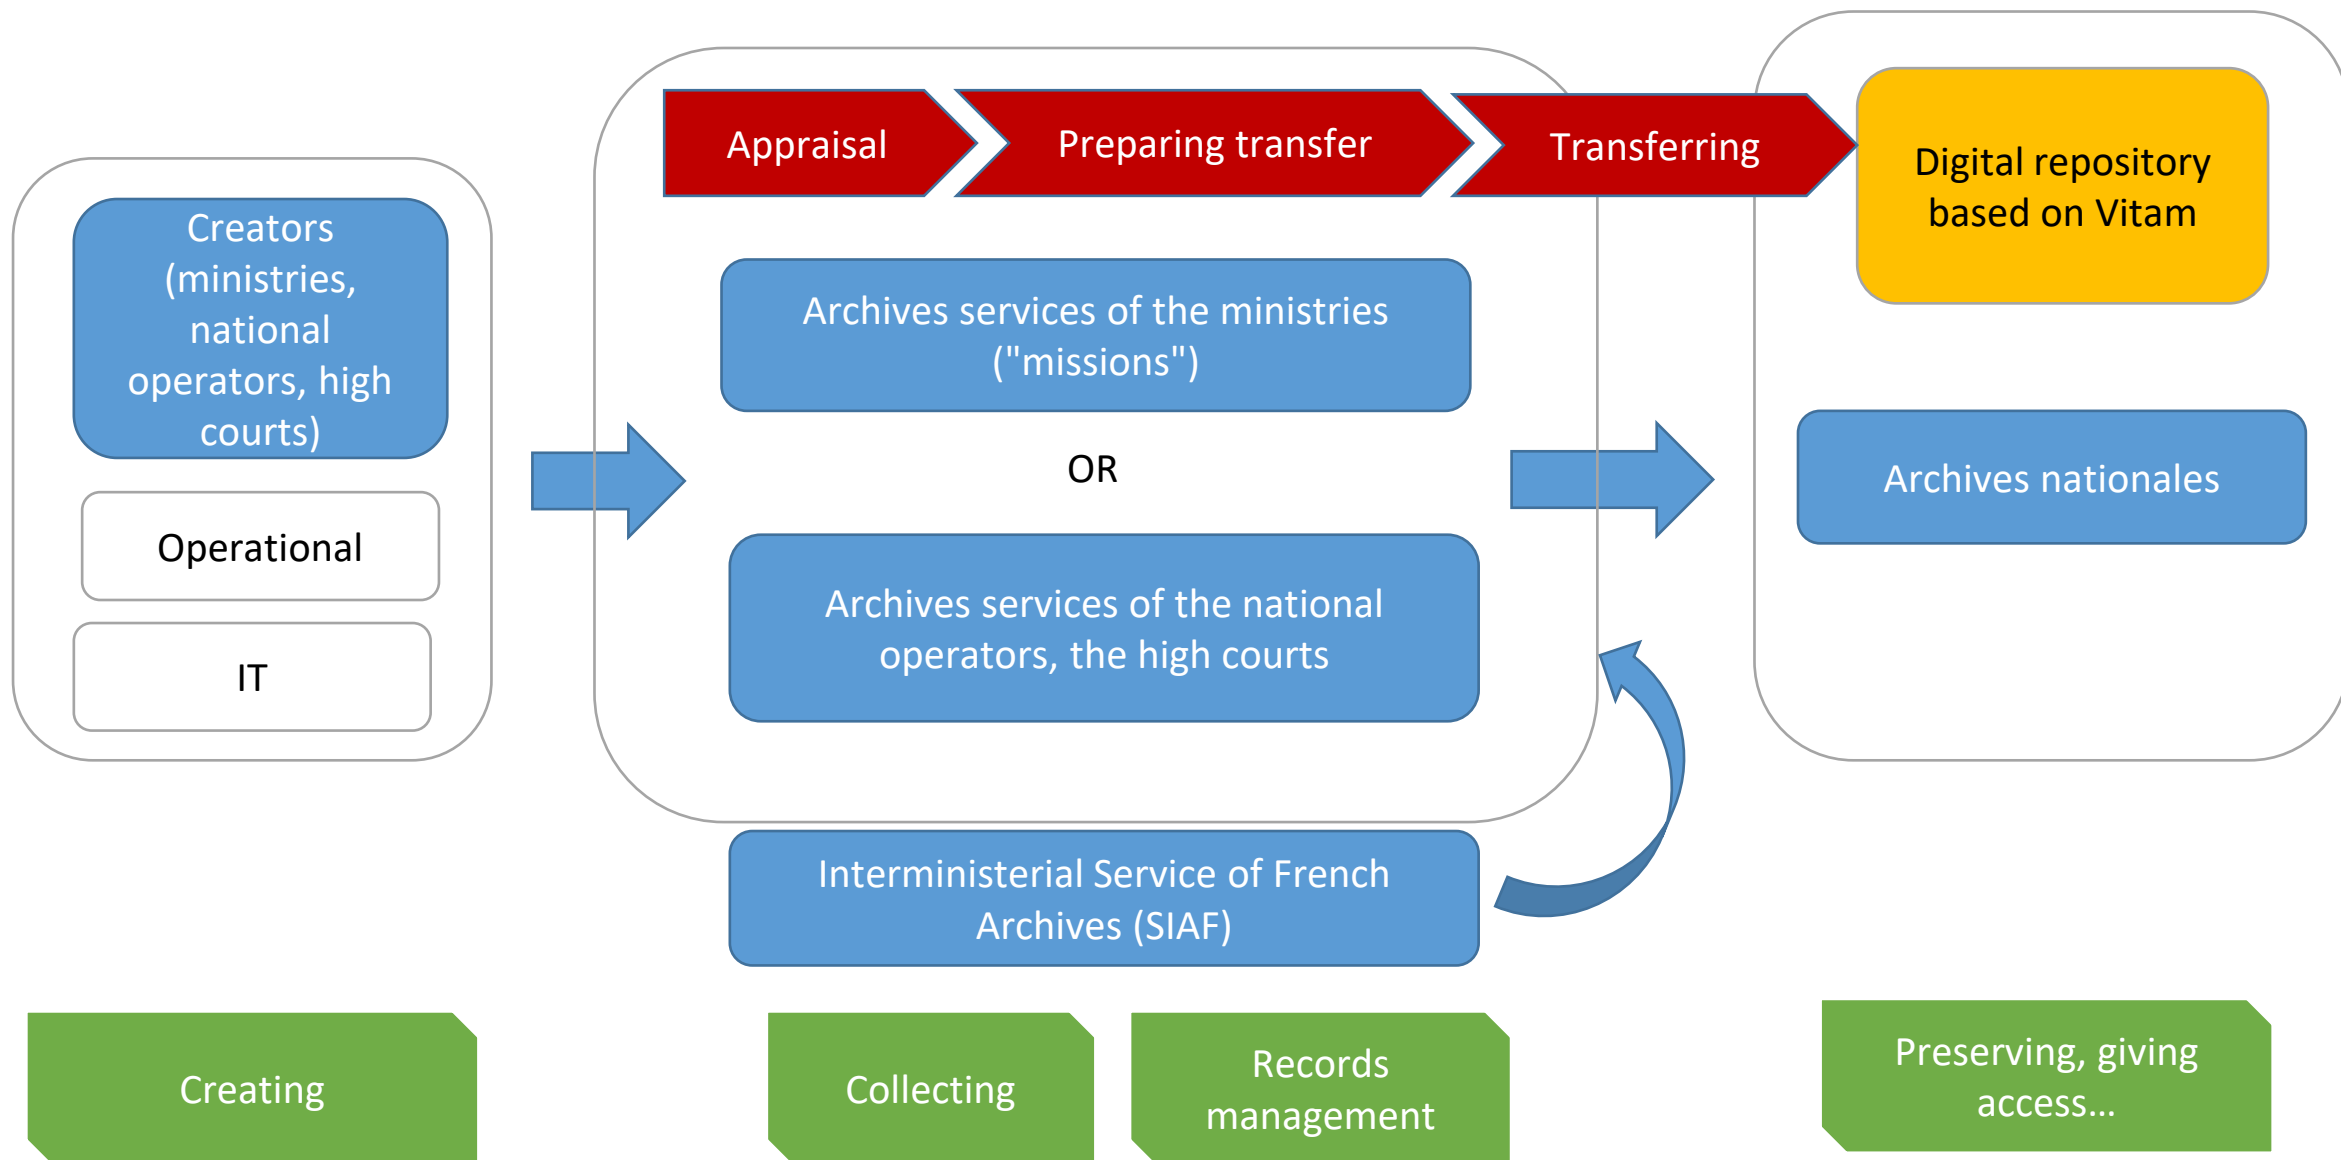 Appraisal
Preparing transfer
Transferring
Digital repository
based on Vitam
Creators
(ministries,
national
operators, high
courts)
Operational
IT
Archives services of the ministries
("missions")
OR
Archives services of the national
operators, the high courts
Archives nationales
Interministerial Service of French
Archives (SIAF)
Creating
Collecting
Records
management
Preserving, giving
access…